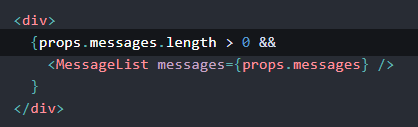 <div>
{props.messages.length > 0 &&
<MessageList messages={props.messages} />
}
</div>